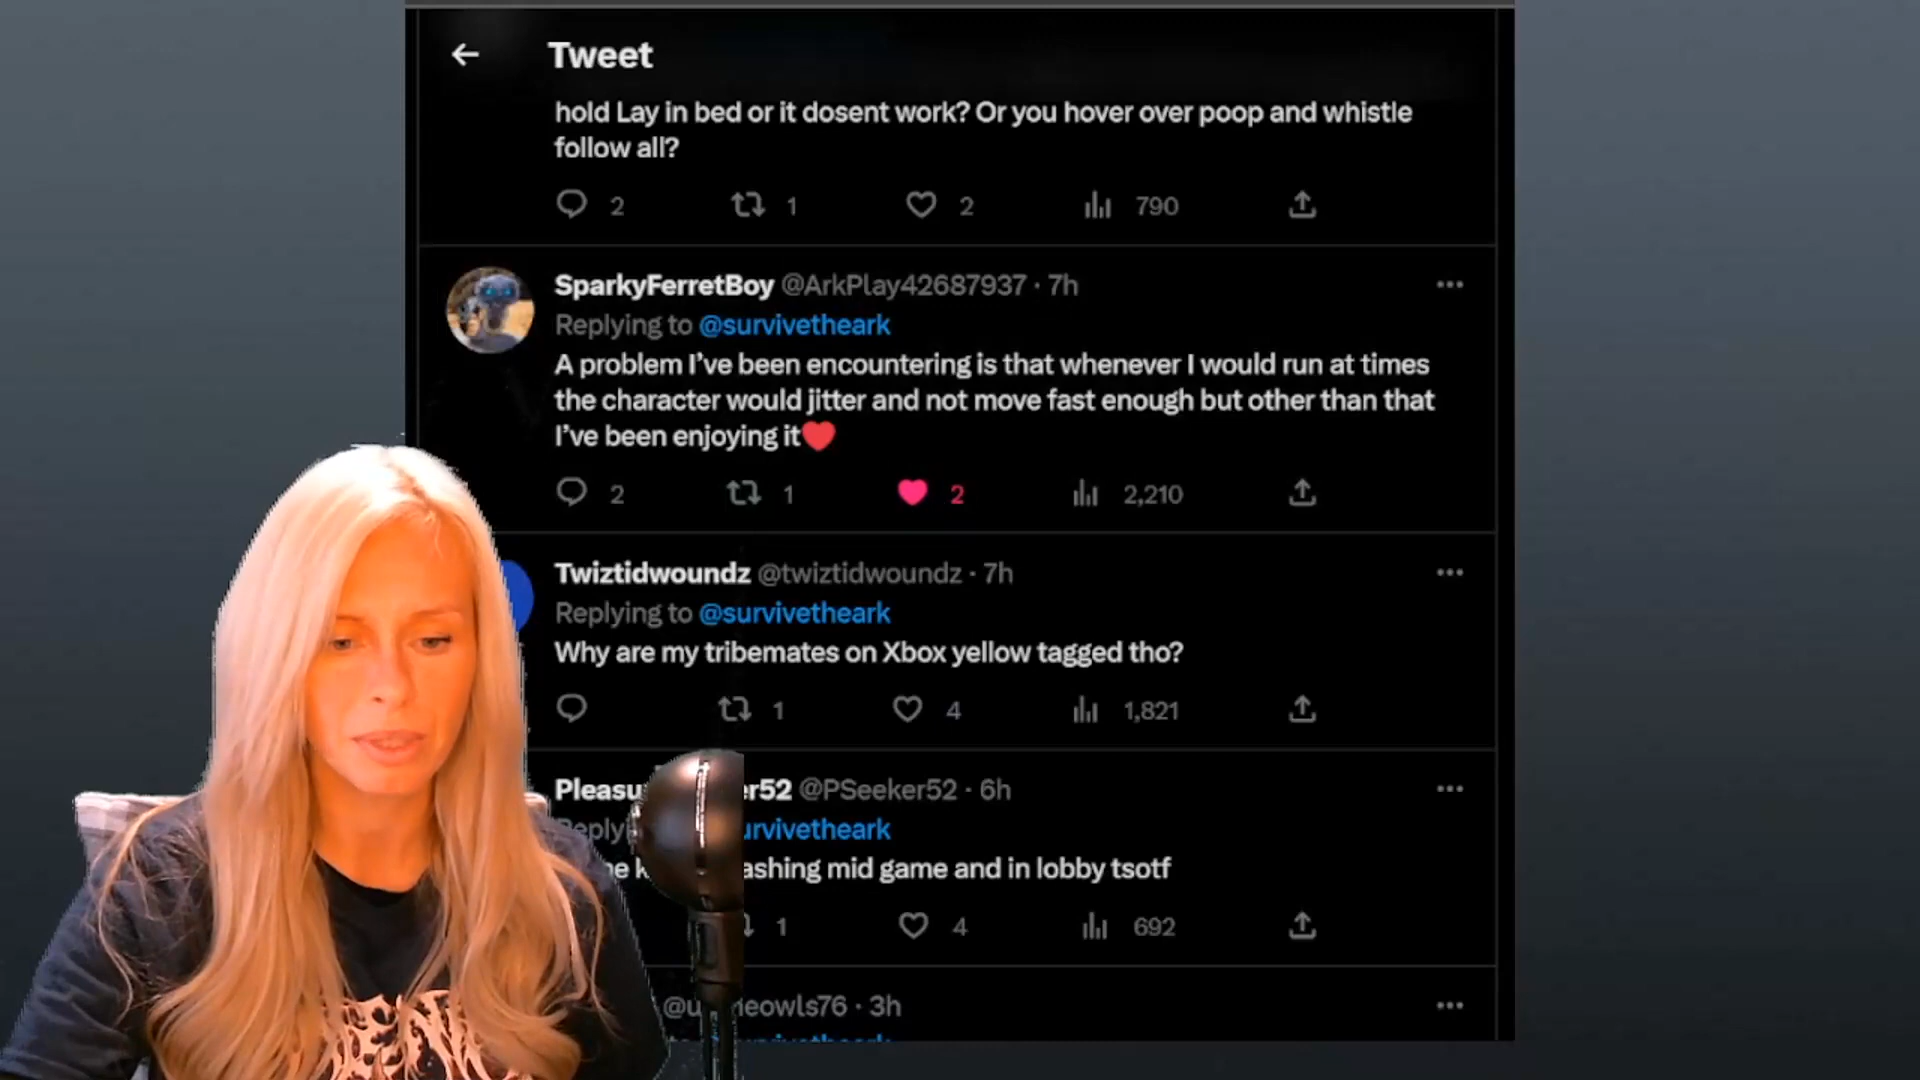 Tweet
hold Lay in bed or it dosent work? Or you hover over poop and whistle
follow all?
2 1 2 790
SparkyFerretBoy @ArkPlay42687937 · 7h
Replying to @survivetheark
A problem I've been encountering is that whenever I would run at times
the character would jitter and not move fast enough but other than that
I've been enjoying it❤️
2 1 2 2,210
Twiztidwoundz @twiztidwoundz · 7h
Replying to @survivetheark
Why are my tribemates on Xbox yellow tagged tho?
1 4 1,821
@PSeeker52 · 6h
mid game and in lobby tsotf
1 4 692
· 3h